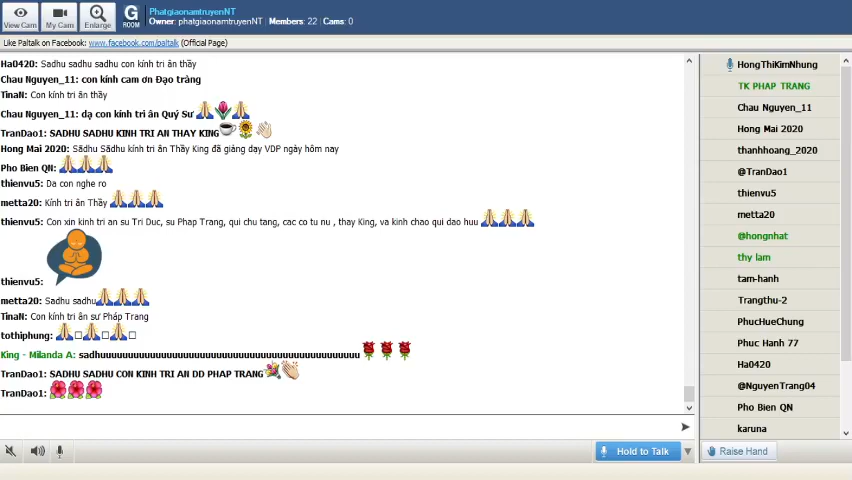 View Cam
My Cam
Enlarge
G
ROOM
PhatgiaonamtruyenNT
Owner: phatgiaonamtruyenNT | Members: 22 | Cams: 0
Like Paltalk on Facebook: www.facebook.com/paltalk (Official Page)
Ha0420: Sadhu sadhu sadhu con kính tri ân thầy
Chau Nguyen_11: con kính cam ơn Đạo tràng
TinaN: Con kính tri ân thầy
Chau Nguyen_11: dạ con kính tri ân Quý Sư
TranDao1: SADHU SADHU KINH TRI AN THAY KING
Hong Mai 2020: Sādhu Sādhu kính tri ân Thầy King đã giảng dạy VDP ngày hôm nay
Pho Bien QN:
thienvu5: Da con nghe ro
metta20: Kính tri ân Thầy
thienvu5: Con xin kinh tri an su Tri Duc, su Phap Trang, qui chu tang, cac co tu nu , thay King, va kinh chao qui dao huu
thienvu5:
metta20: Sadhu sadhu
TinaN: Con kính tri ân sư Pháp Trang
tothiphung:
King - Milanda A: sadhuuuuuuuuuuuuuuuuuuuuuuuuuuuuuuuuuuuuuuuuuuu
TranDao1: SADHU SADHU CON KINH TRI AN DD PHAP TRANG
TranDao1:
Hold to Talk
HongThiKimNhung
TK PHAP TRANG
Chau Nguyen_11
Hong Mai 2020
thanhhoang_2020
@TranDao1
thienvu5
metta20
@hongnhat
thy lam
tam-hanh
Trangthu-2
PhucHueChung
Phuc Hanh 77
Ha0420
@NguyenTrang04
Pho Bien QN
karuna
Raise Hand